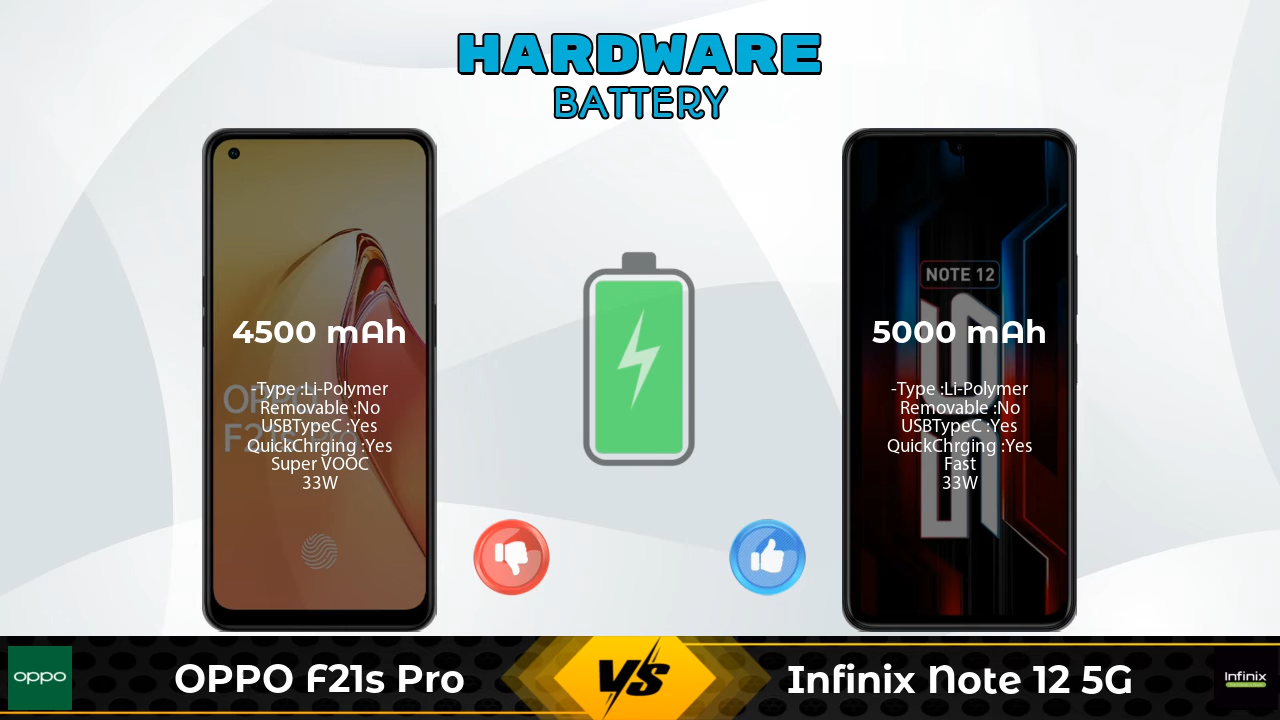 HARDWARE
BATTERY
4500 mAh
-Type :Li-Polymer
Removable :No
USBTypeC :Yes
QuickChrging :Yes
Super VOOC
33W
OPPO
NOTE 12
5G
5000 mAh
-Type :Li-Polymer
Removable :No
USBTypeC :Yes
QuickChrging :Yes
Fast
33W
oppo
OPPO F21s Pro
VS
Infinix Note 12 5G
Infinix